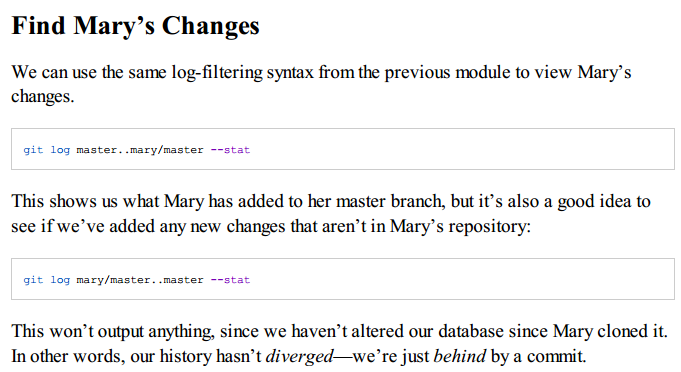 Find Mary’s Changes
We can use the same log-filtering syntax from the previous module to view Mary’s
changes.
git log master..mary/master --stat
This shows us what Mary has added to her master branch, but it’s also a good idea to
see if we’ve added any new changes that aren’t in Mary’s repository:
git log mary/master..master --stat
This won’t output anything, since we haven’t altered our database since Mary cloned it.
In other words, our history hasn’t diverged—we’re just behind by a commit.